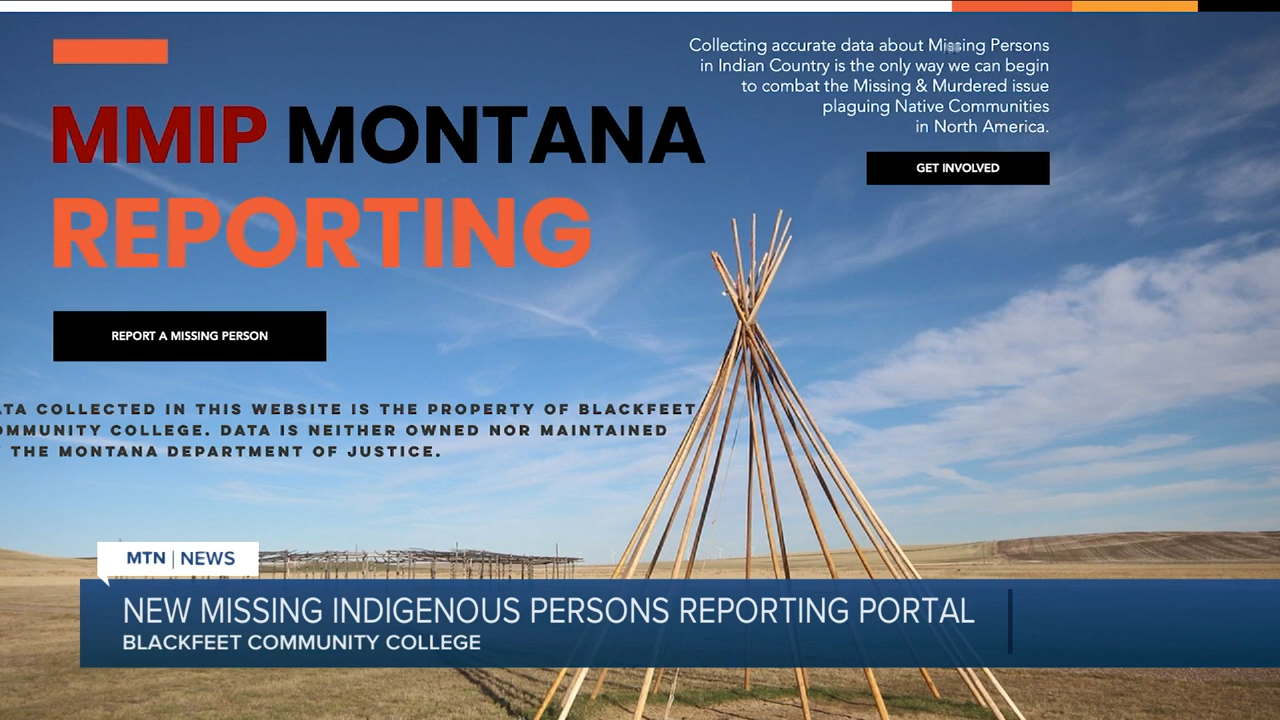 Collecting accurate data about Missing Persons
in Indian Country is the only way we can begin
to combat the Missing & Murdered issue
plaguing Native Communities
in North America.
GET INVOLVED
MMIP MONTANA
REPORTING
REPORT A MISSING PERSON
ATA COLLECTED IN THIS WEBSITE IS THE PROPERTY OF BLACKFEET
OMMUNITY COLLEGE. DATA IS NEITHER OWNED NOR MAINTAINED
THE MONTANA DEPARTMENT OF JUSTICE.
MTN | NEWS
NEW MISSING INDIGENOUS PERSONS REPORTING PORTAL
BLACKFEET COMMUNITY COLLEGE